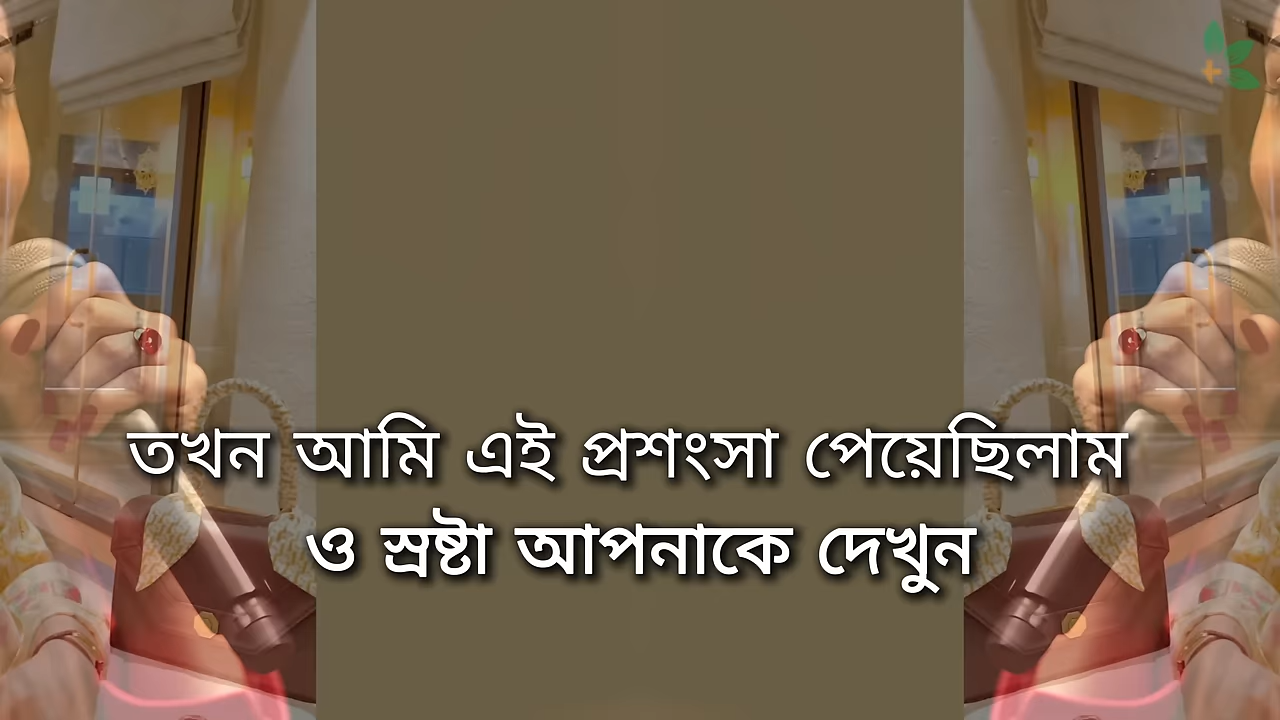 তখন আমি এই প্রশংসা পেয়েছিলাম
ও স্রষ্টা আপনাকে দেখুন